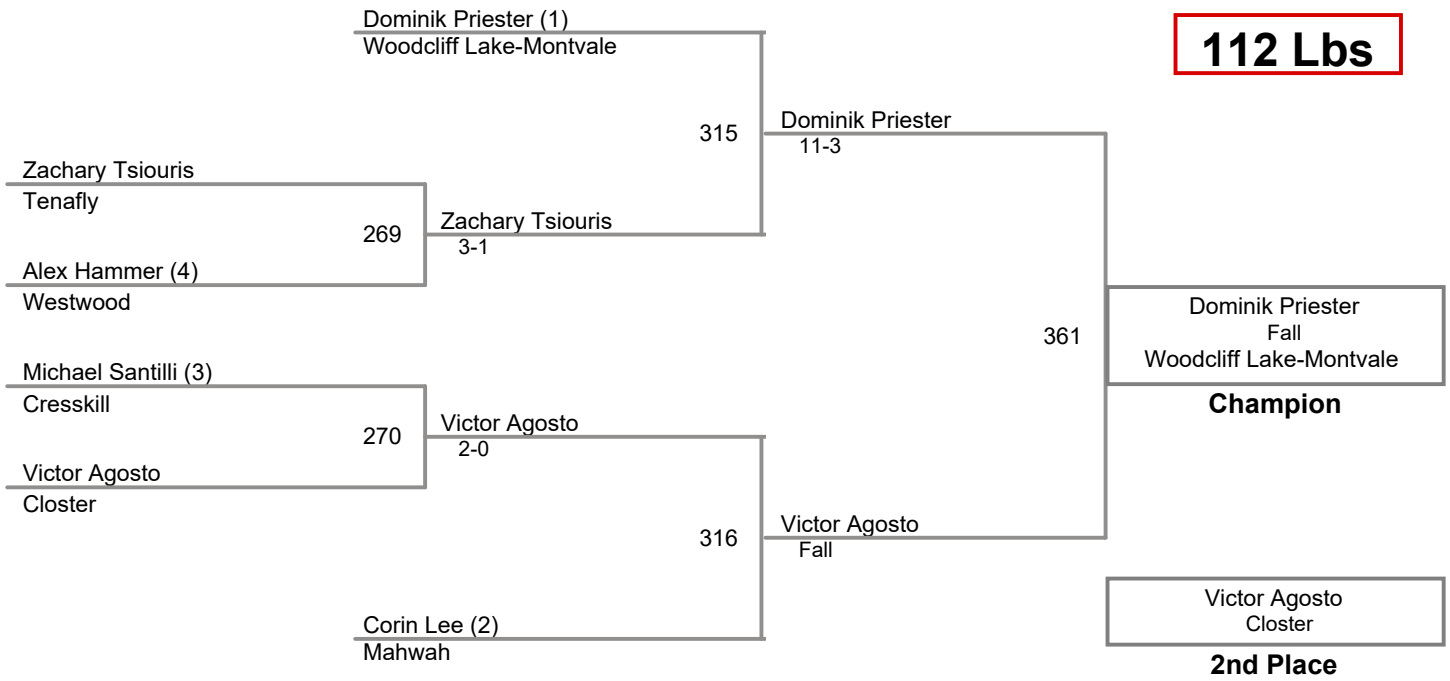 Dominik Priester (1)
Woodcliff Lake-Montvale
112 Lbs
315
Dominik Priester
11-3
Zachary Tsiouris
Tenafly
269
Zachary Tsiouris
3-1
Alex Hammer (4)
Westwood
361
Dominik Priester
Fall
Woodcliff Lake-Montvale
Champion
Michael Santilli (3)
Cresskill
270
Victor Agosto
2-0
Victor Agosto
Closter
316
Victor Agosto
Fall
Corin Lee (2)
Mahwah
Victor Agosto
Closter
2nd Place